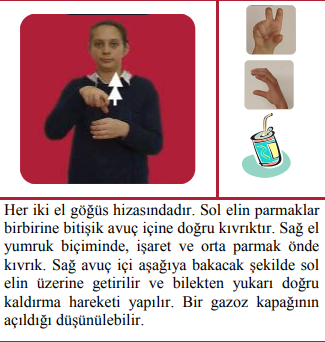 Her iki el göğüs hizasındadır. Sol elin parmaklar
birbirine bitişik avuç içine doğru kıvrıktır. Sağ el
yumruk biçiminde, işaret ve orta parmak önde
kıvrık. Sağ avuç içi aşağıya bakacak şekilde sol
elin üzerine getirilir ve bilekten yukarı doğru
kaldırma hareketi yapılır. Bir gazoz kapağının
açıldığı düşünülebilir.